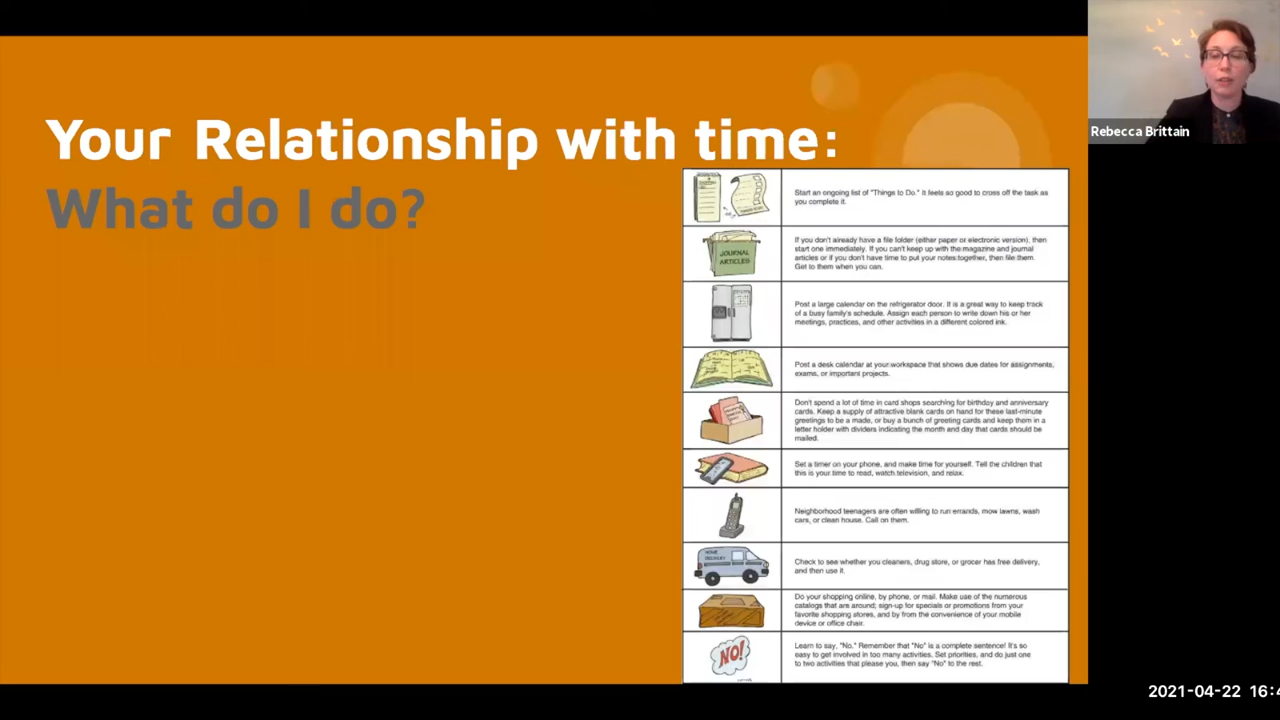 Your Relationship with time:
What do I do?
Start an ongoing list of "Things to Do." It feels so good to cross off the task as
you complete it.
JOURNAL
ARTICLES
If you don't already have a file folder (either paper or electronic version), then
start one immediately. If you can't keep up with the magazine and journal
articles or if you don't have time to put your notes together, then file them.
Get to them when you can.
Post a large calendar on the refrigerator door. It is a great way to keep track
of a busy family's schedule. Assign each person to write down his or her
meetings, practices, and other activities in a different colored ink.
Post a desk calendar at your workspace that shows due dates for assignments,
exams, or important projects.
Don't spend a lot of time in card shops searching for birthday and anniversary
cards. Keep a supply of attractive blank cards on hand for these last-minute
greetings to be made, or buy a bunch of greeting cards and keep them in a
letter holder with dividers indicating the month and day that cards should be
mailed.
Set a timer on your phone, and make time for yourself. Tell the children that
this is your time to read, watch television, and relax.
Neighborhood teenagers are often willing to run errands, mow lawns, wash
cars, or clean house. Call on them.
HOME
DELIVERY
Check to see whether you cleaners, drug store, or grocer has free delivery,
and then use it.
Do your shopping online, by phone, or mail. Make use of the numerous
catalogs that are around; sign-up for specials or promotions from your
favorite shopping stores, and by from the convenience of your mobile
device or office chair.
NO!
Learn to say, "No." Remember that "No" is a complete sentence! It's so
easy to get involved in too many activities. Set priorities, and do just one
to two activities that please you, then say "No" to the rest.
Rebecca Brittain
2021-04-22 16:4